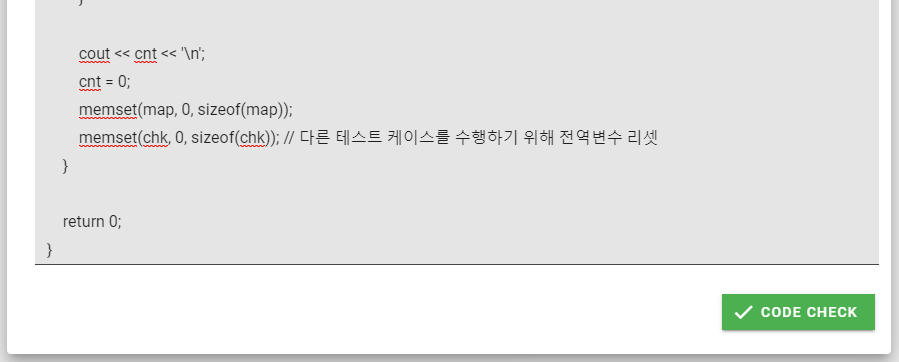 }
cout << cnt << '\n';
cnt = 0;
memset(map, 0, sizeof(map));
memset(chk, 0, sizeof(chk)); // 다른 테스트 케이스를 수행하기 위해 전역변수 리셋
}
return 0;
}
CODE CHECK